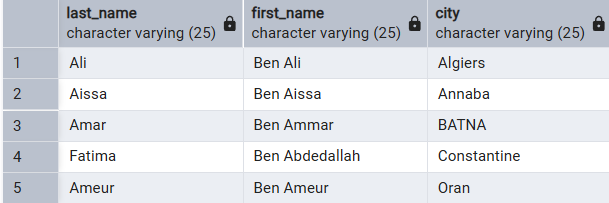 last_name first_name city
character varying (25) character varying (25) character varying (25)
1 Ali Ben Ali Algiers
2 Aissa Ben Aissa Annaba
3 Amar Ben Ammar BATNA
4 Fatima Ben Abdedallah Constantine
5 Ameur Ben Ameur Oran